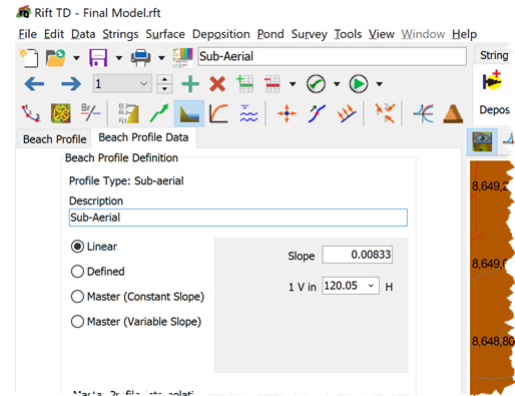 Rift TD - Final Model.rft
File Edit Data Strings Surface Deposition Pond Survey Tools View Window Help
Sub-Aerial
String
1
Depos
Beach Profile Beach Profile Data
Beach Profile Definition
Profile Type: Sub-aerial
Description
Sub-Aerial
Linear
Slope 0.00833
Defined
1 V in 120.05 H
Master (Constant Slope)
Master (Variable Slope)
8,649,2
8,649,0
8,648,80